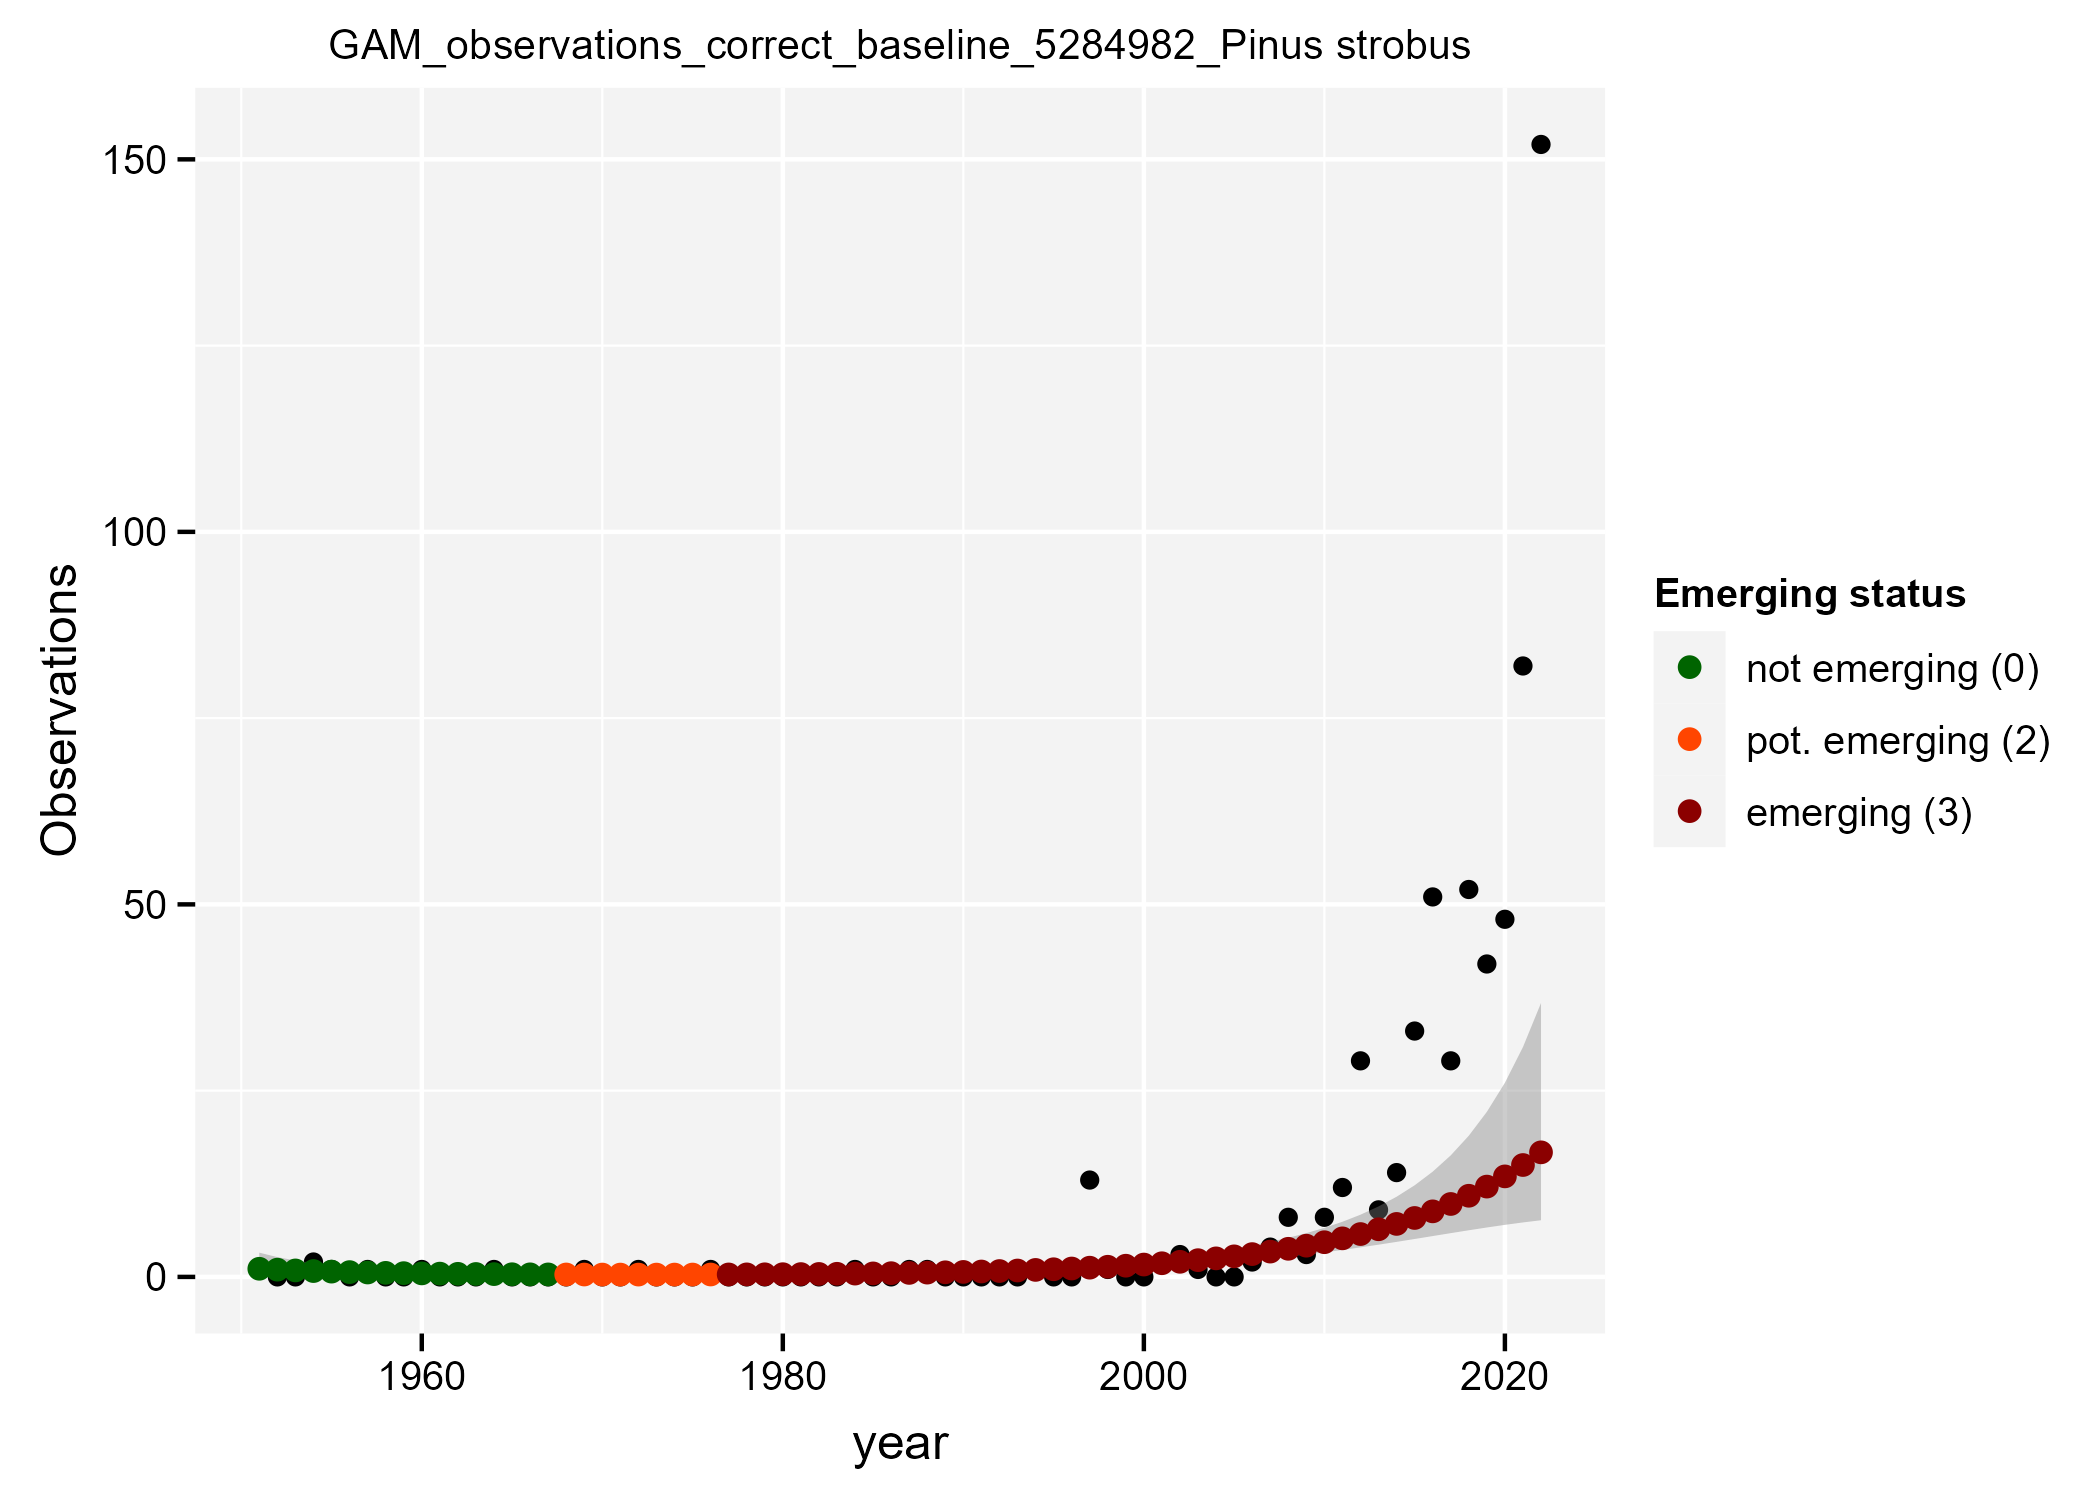 GAM_observations_correct_baseline_5284982_Pinus strobus
150
100
50
0
Observations
1960
1980
2000
2020
year
Emerging status
not emerging (0)
pot. emerging (2)
emerging (3)